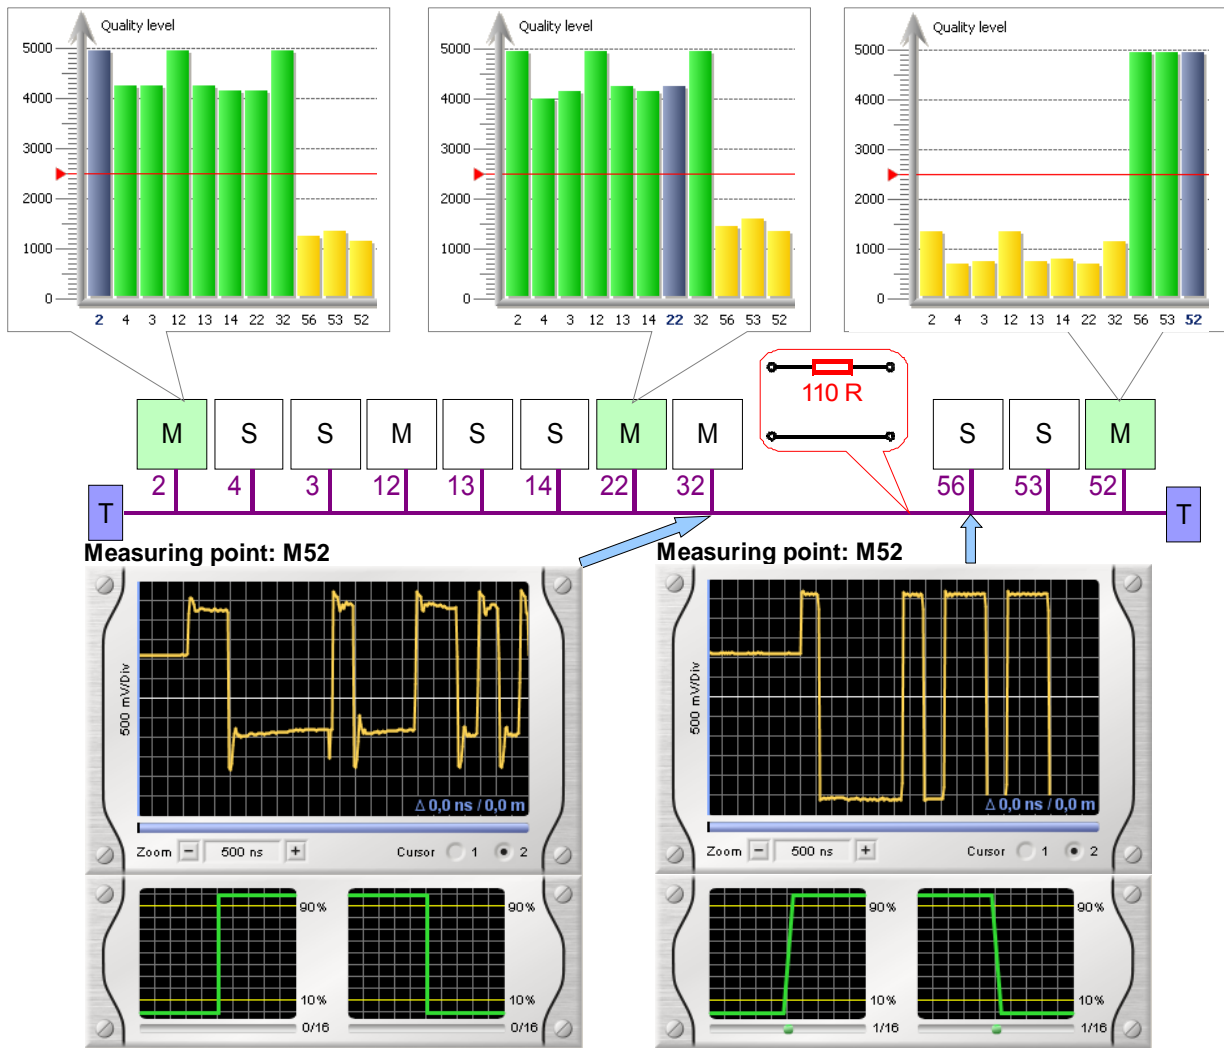 Quality level
5000
4000
3000
2000
1000
0
2 4 3 12 13 14 22 32 56 53 52
Quality level
5000
4000
3000
2000
1000
0
2 4 3 12 13 14 22 32 56 53 52
Quality level
5000
4000
3000
2000
1000
0
2 4 3 12 13 14 22 32 56 53 52
110 R
M S S M S S M M S S M
2 4 3 12 13 14 22 32 56 53 52
T T
Measuring point: M52
500 mV/Div
Δ 0,0 ns / 0,0 m
Zoom − 500 ns + Cursor 1 2
90%
10%
0/16
90%
10%
0/16
Measuring point: M52
500 mV/Div
Δ 0,0 ns / 0,0 m
Zoom − 500 ns + Cursor 1 2
90%
10%
1/16
90%
10%
1/16